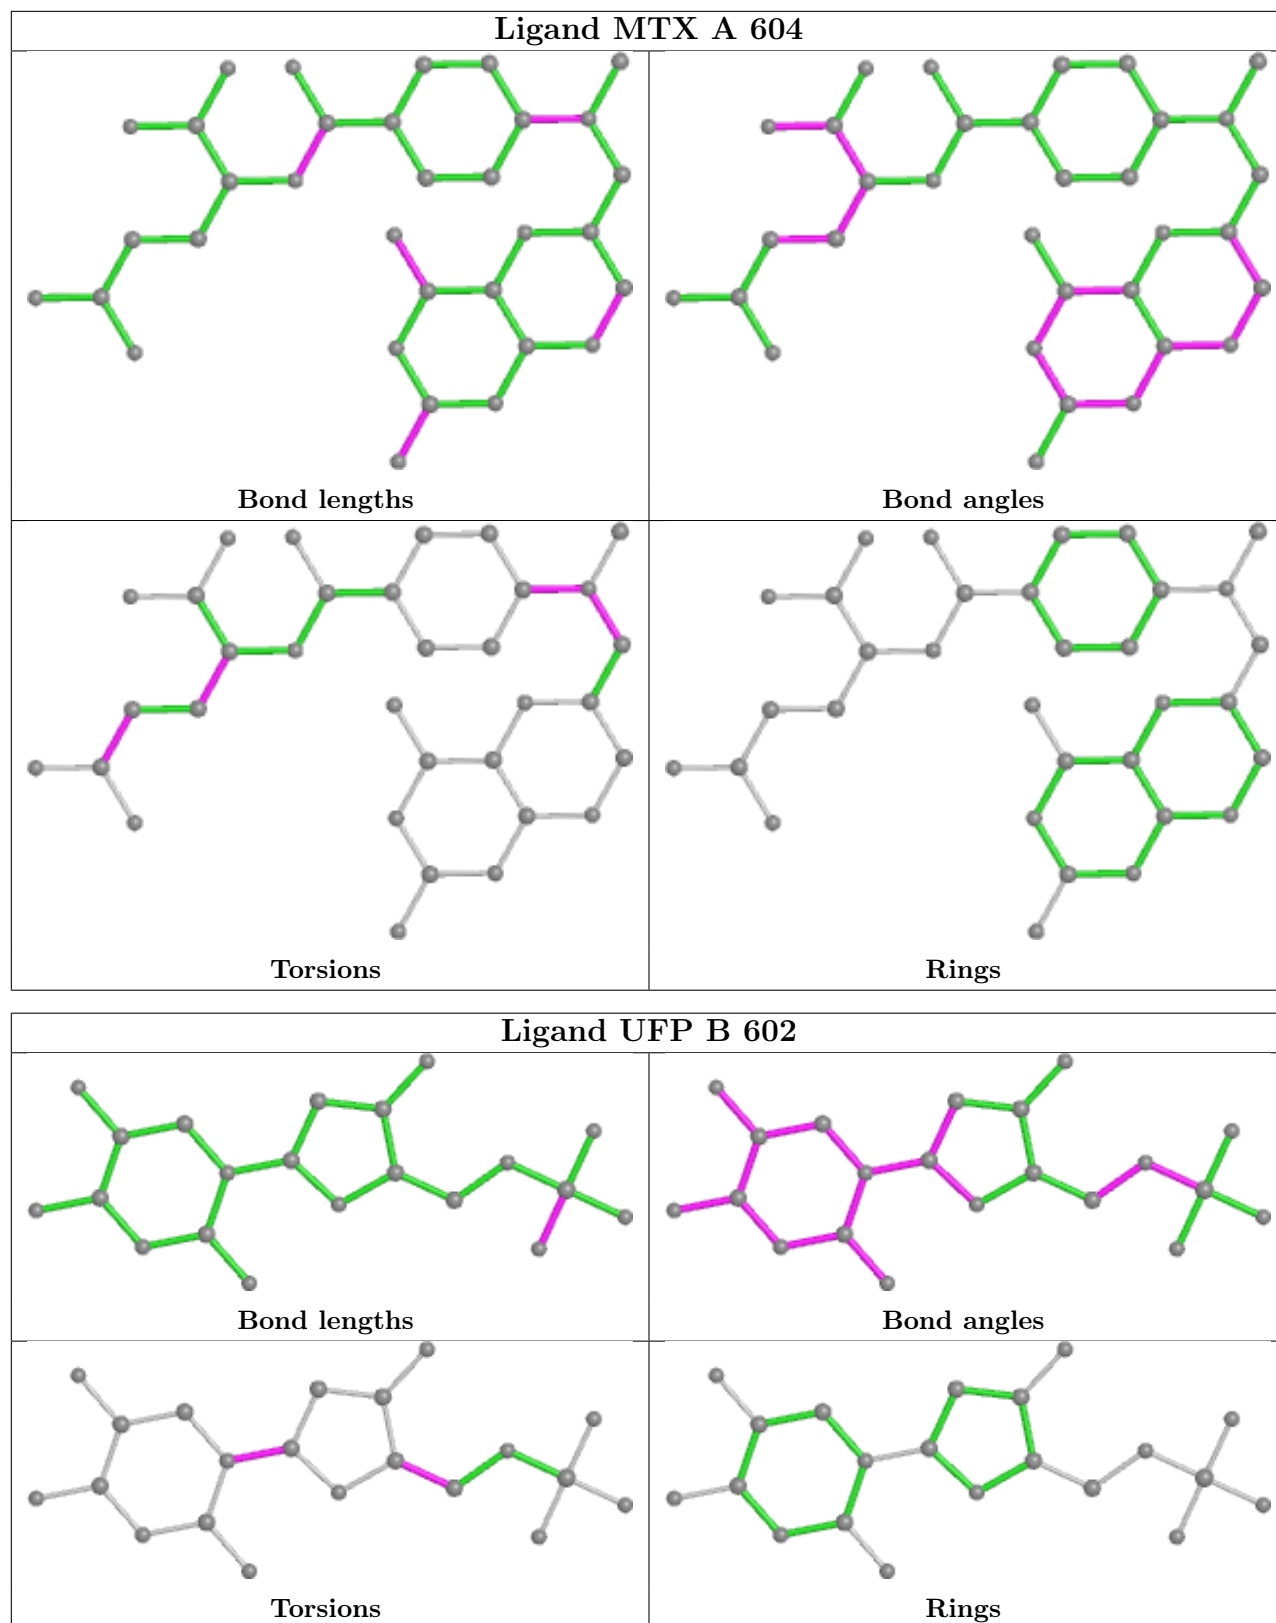 Ligand MTX A 604
Bond lengths
Bond angles
Torsions
Rings
Ligand UFP B 602
Bond lengths
Bond angles
Torsions
Rings